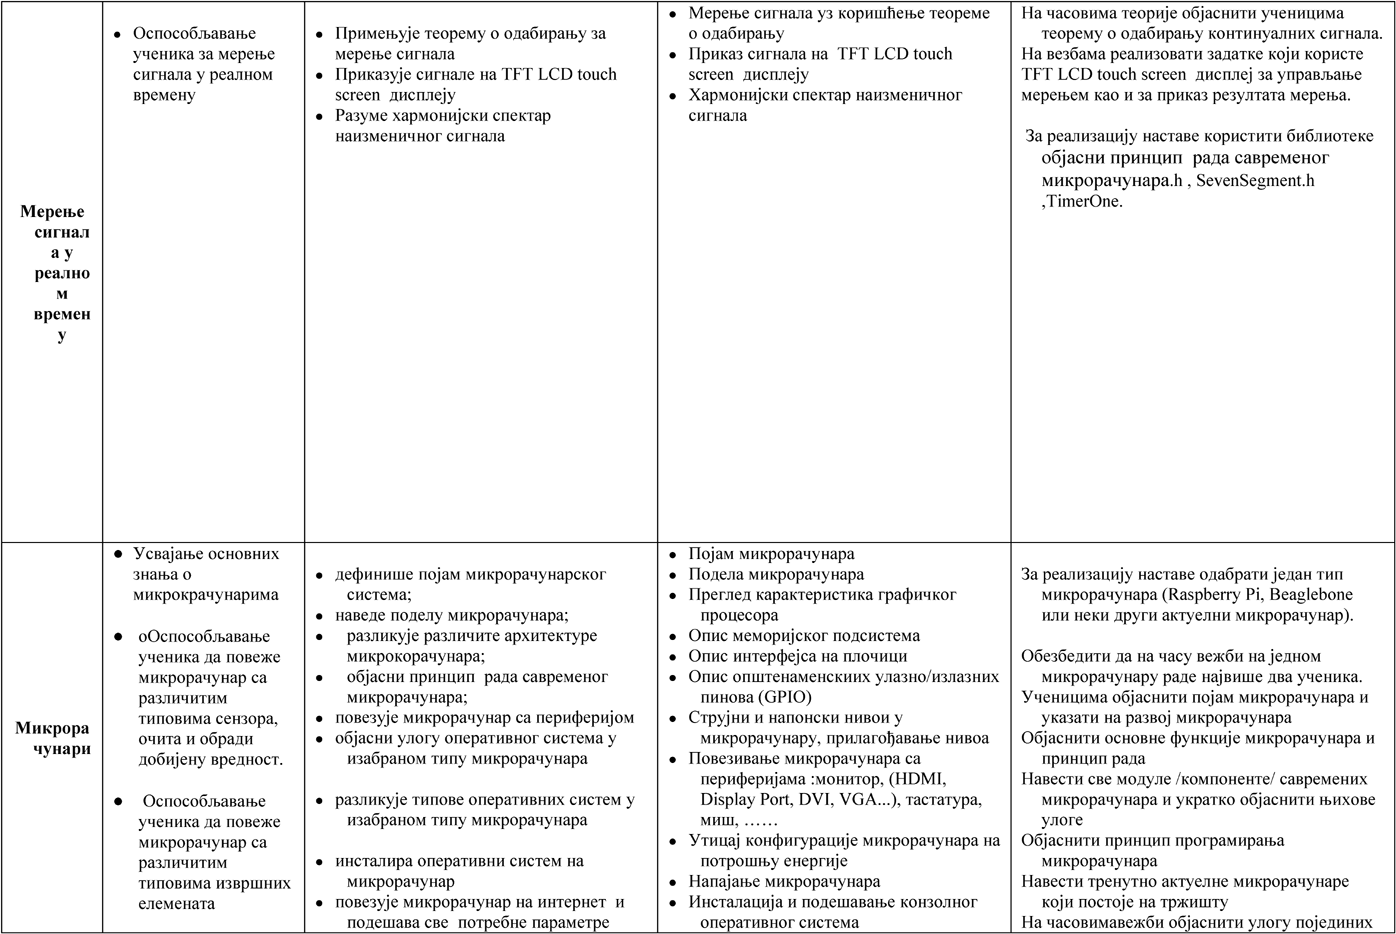 Мерење
сигнал
а у
реално
м
времен
у
● Оспособљавање
ученика за мерење
сигнала у реалном
времену
● Примењује теорему о одабирању за
мерење сигнала
● Приказује сигнале на TFT LCD touch
screen дисплеју
● Разуме хармонијски спектар
наизменичног сигнала
● Мерење сигнала уз коришћење теореме
о одабирању
● Приказ сигнала на TFT LCD touch
screen дисплеју
● Хармонијски спектар наизменичног
сигнала
На часовима теорије објаснити ученицима
теорему о одабирању континуалних сигнала.
На везбама реализовати задатке који користе
TFT LCD touch screen дисплеј за управљање
мерењем као и за приказ резултата мерења.
За реализацију наставе користити библиотеке
објасни принцип рада савременог
микрорачунара.h , SevenSegment.h
,TimerOne.
Микрора
чунари
● Усвајање основних
знања о
микрокрачунарима
● оОспособљавање
ученика да повеже
микрорачунар са
различитим
типовима сензора,
очита и обради
добијену вредност.
● Оспособљавање
ученика да повеже
микрорачунар са
различитим
типовима извршних
елемената
● дефинише појам микрорачунарског
система;
● наведе поделу микрорачунара;
● разликује различите архитектуре
микрокорачунара;
● објасни принцип рада савременог
микрорачунара;
● повезује микрорачунар са периферијом
● објасни улогу оперативног система у
изабраном типу микрорачунара
● разликује типове оперативних систем у
изабраном типу микрорачунара
● инсталира оперативни систем на
микрорачунар
● повезује микрорачунар на интернет и
подешава све потребне параметре
● Појам микрорачунара
● Подела микрорачунара
● Преглед карактеристика графичког
процесора
● Опис меморијског подсистема
● Опис интерфејса на плочици
● Опис општенаменскиих улазно/излазних
пинова (GPIO)
● Струјни и напонски нивои у
микрорачунару, прилагођавање нивоа
● Повезивање микрорачунара са
периферијама :монитор, (HDMI,
Display Port, DVI, VGA...), тастатура,
миш, ……
● Утицај конфигурације микрорачунара на
потрошњу енергије
● Напајање микрорачунара
● Инсталација и подешавање конзолног
оперативног система
За реализацију наставе одабрати један тип
микрорачунара (Raspberry Pi, Beaglebone
или неки други актуелни микрорачунар).
Обезбедити да на часу вежби на једном
микрорачунару раде највише два ученика.
Ученицима објаснити појам микрорачунара и
указати на развој микрорачунара
Објаснити основне функције микрорачунара и
принцип рада
Навести све модуле /компоненте/ савремених
микрорачунара и укратко објаснити њихове
улоге
Објаснити принцип програмирања
микрорачунара
Навести тренутно актуелне микрорачунаре
који постоје на тржишту
На часовимавежби објаснити улогу појединих